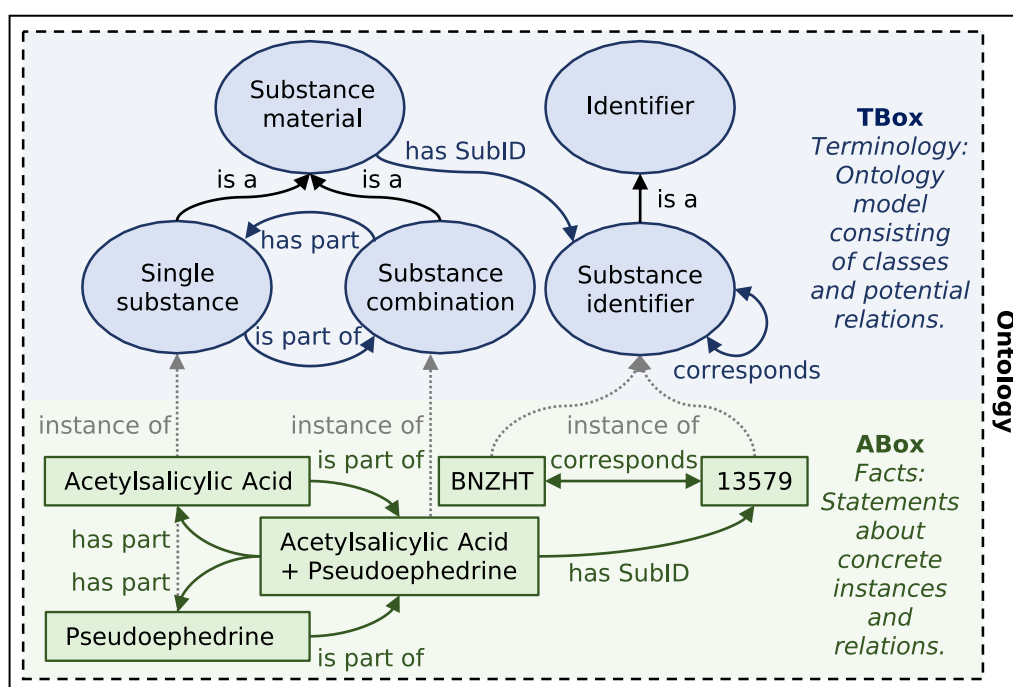 Substance
material
Identifier
has SubID
is a
is a
is a
has part
Single
substance
Substance
combination
Substance
identifier
is part of
corresponds
TBox
Terminology:
Ontology
model
consisting
of classes
and potential
relations.
Ontology
instance of
instance of
instance of
Acetylsalicylic Acid
is part of
BNZHT
corresponds
13579
has part
has part
Acetylsalicylic Acid
+ Pseudoephedrine
has SubID
Pseudoephedrine
is part of
ABox
Facts:
Statements
about
concrete
instances
and
relations.